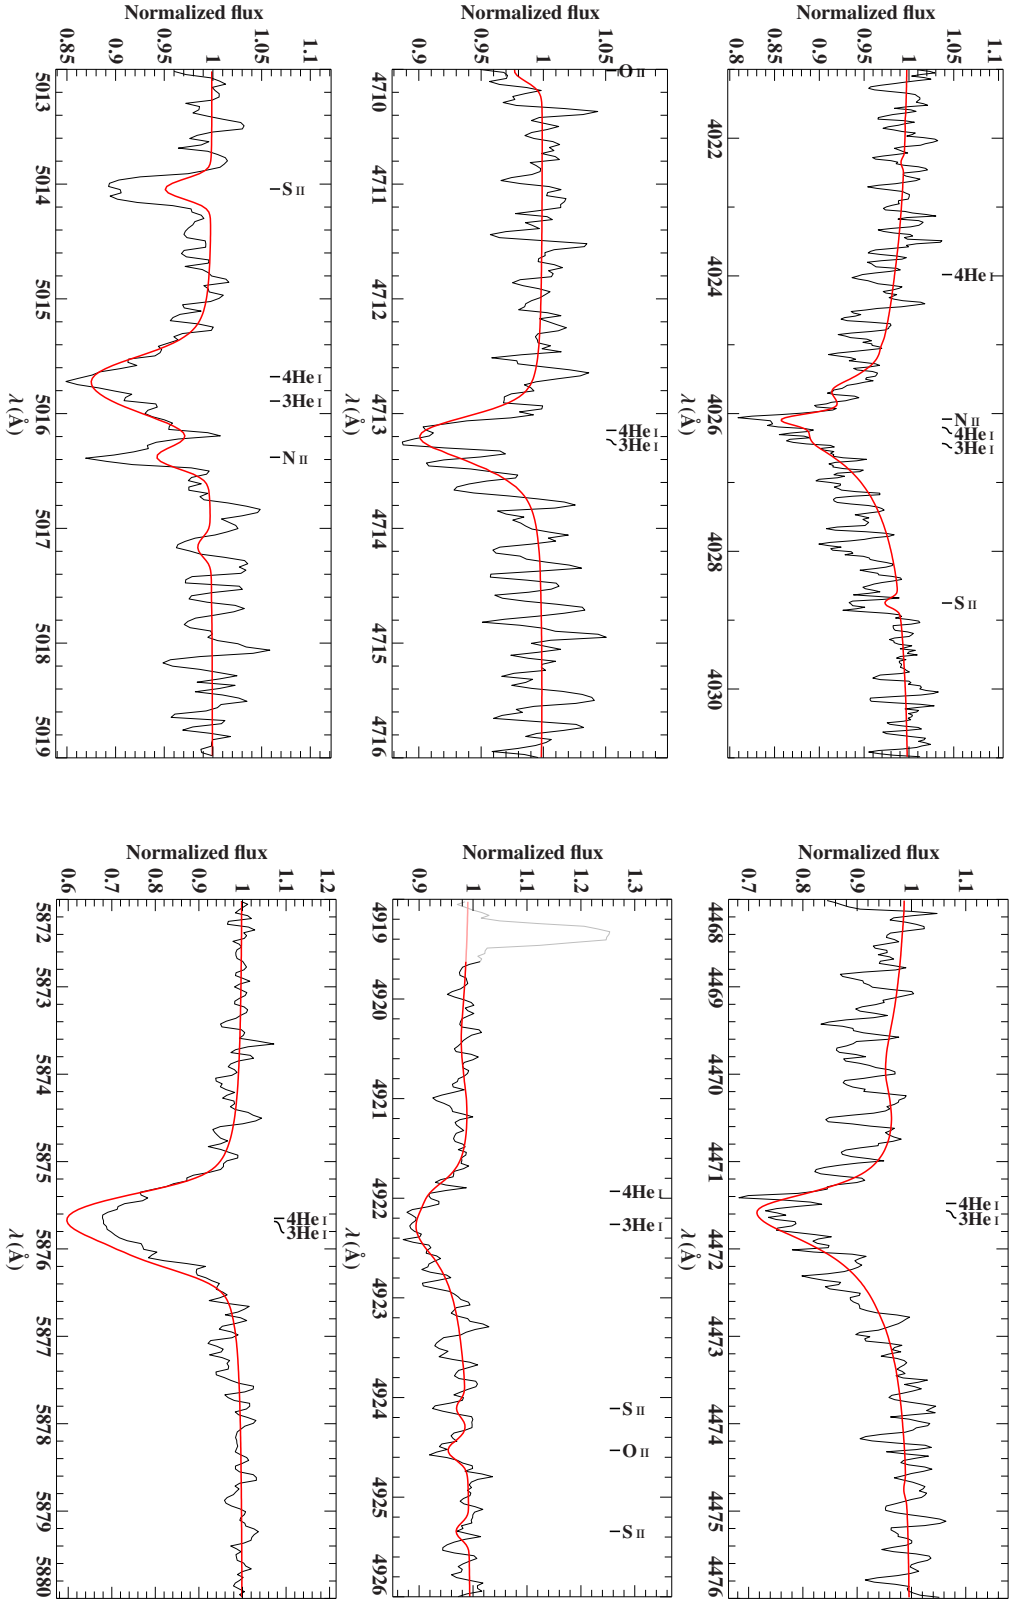 Normalized flux
1.1
1.05
1
0.95
0.9
0.85
0.8
4He I
N II
4He I
3He I
S II
4022
4024
4026
4028
4030
λ (Å)
Normalized flux
1.1
1
0.9
0.8
0.7
4He I
3He I
4468
4469
4470
4471
4472
4473
4474
4475
4476
λ (Å)
Normalized flux
1.05
1
0.95
0.9
O II
4He I
3He I
4710
4711
4712
4713
4714
4715
4716
λ (Å)
Normalized flux
1.3
1.2
1.1
1
0.9
4He I
3He I
S II
O II
S II
4919
4920
4921
4922
4923
4924
4925
4926
λ (Å)
Normalized flux
1.1
1.05
1
0.95
0.9
0.85
S II
4He I
3He I
N II
5013
5014
5015
5016
5017
5018
5019
λ (Å)
Normalized flux
1.2
1.1
1
0.9
0.8
0.7
0.6
4He I
3He I
5872
5873
5874
5875
5876
5877
5878
5879
5880
λ (Å)